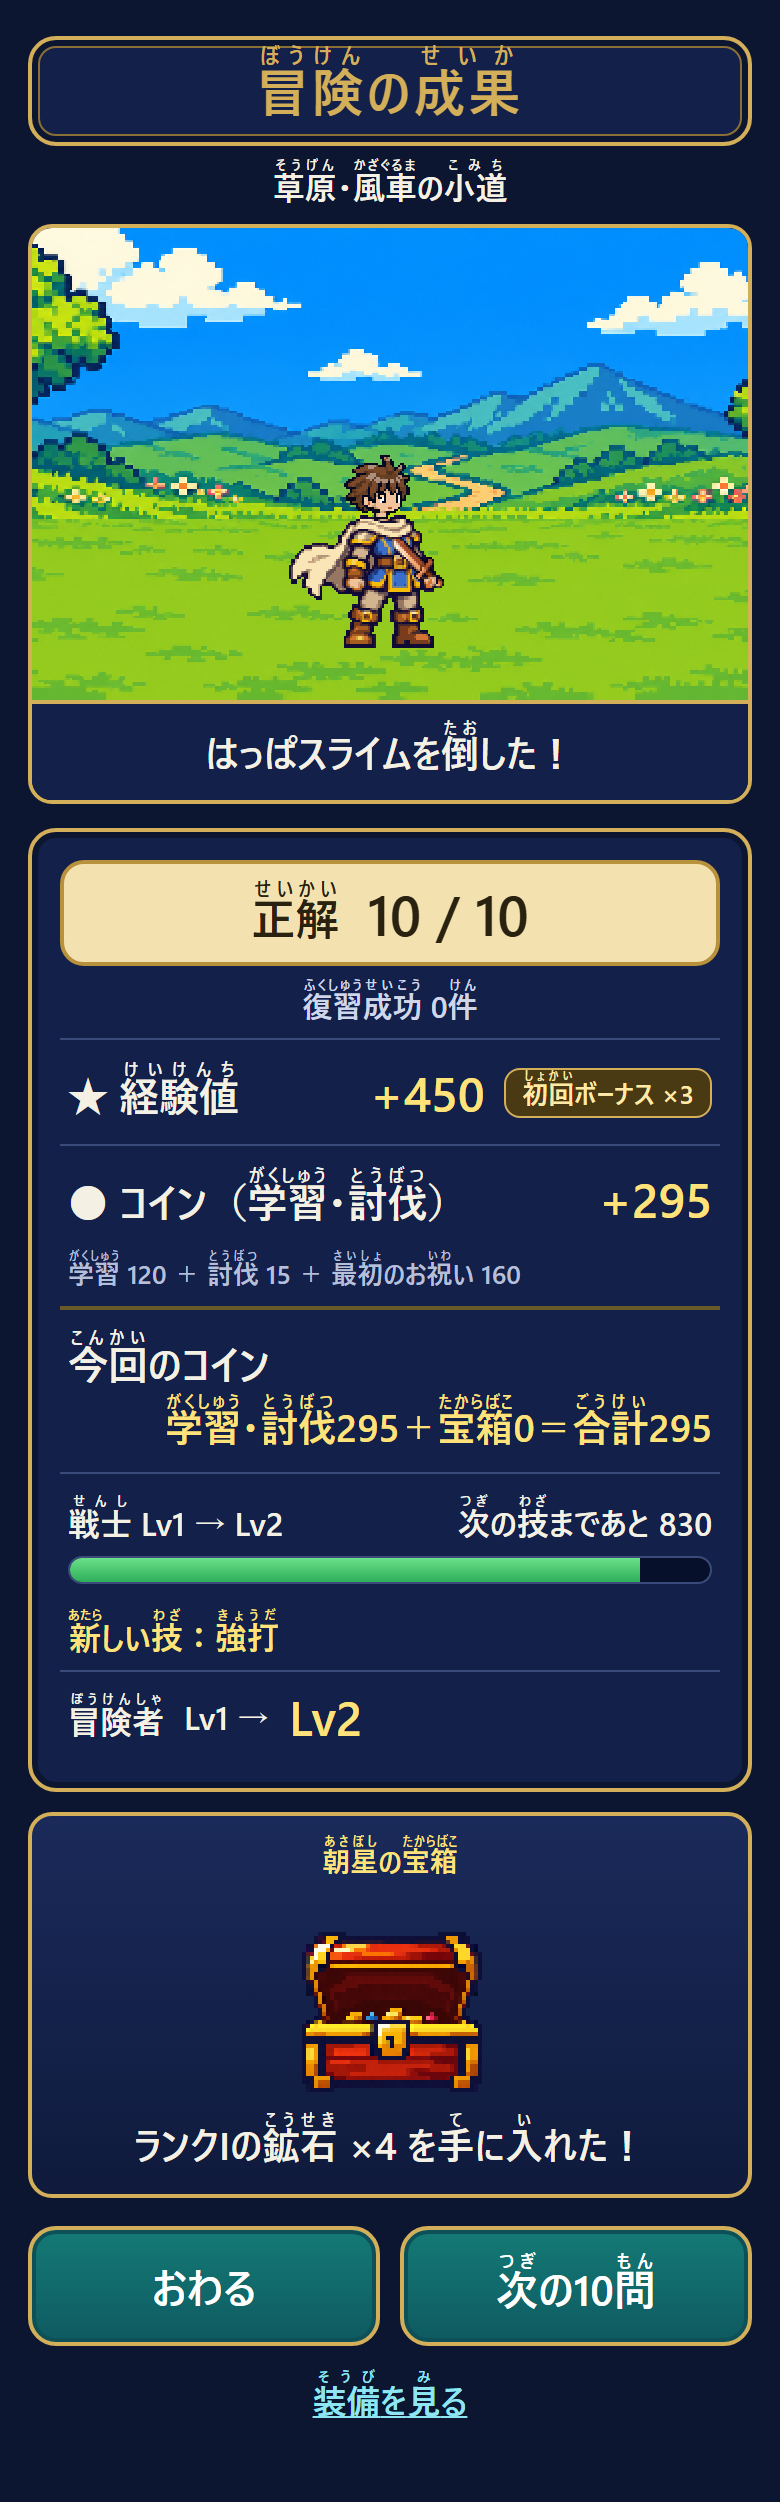 冒険の成果
草原・風車の小道
はっぱスライムを倒した！
正解 10 / 10
復習成功 0件
★ 経験値 +450 初回ボーナス ×3
● コイン（学習・討伐） +295
学習 120 ＋ 討伐 15 ＋ 最初のお祝い 160
今回のコイン
学習・討伐295＋宝箱0＝合計295
戦士 Lv1 → Lv2 次の技まであと 830
新しい技：強打
冒険者 Lv1 → Lv2
朝星の宝箱
ランクIの鉱石 ×4 を手に入れた！
おわる 次の10問
装備を見る